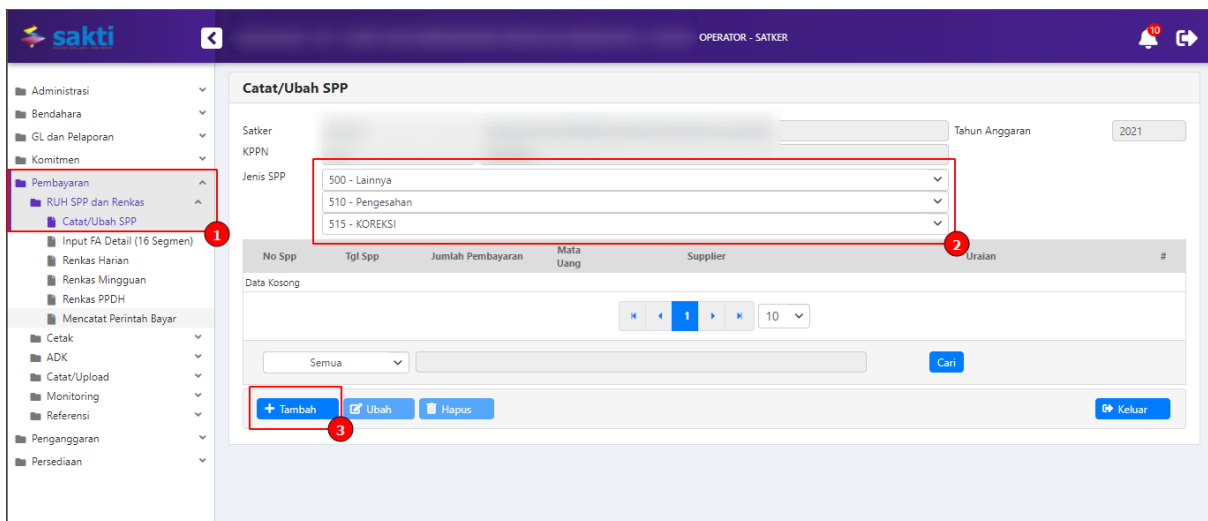 sakti
OPERATOR - SATKER
10
Administrasi
Bendahara
GL dan Pelaporan
Komitmen
Pembayaran
RUH SPP dan Renkas
Catat/Ubah SPP
1
Input FA Detail (16 Segmen)
Renkas Harian
Renkas Mingguan
Renkas PPDH
Mencatat Perintah Bayar
Cetak
ADK
Catat/Upload
Monitoring
Referensi
Penganggaran
Persediaan
Catat/Ubah SPP
Satker
Tahun Anggaran 2021
KPPN
Jenis SPP 500 - Lainnya
510 - Pengesahan
515 - KOREKSI
2
No Spp Tgl Spp Jumlah Pembayaran Mata Uang Supplier Uraian #
Data Kosong
1 10
Semua Cari
+ Tambah Ubah Hapus Keluar
3